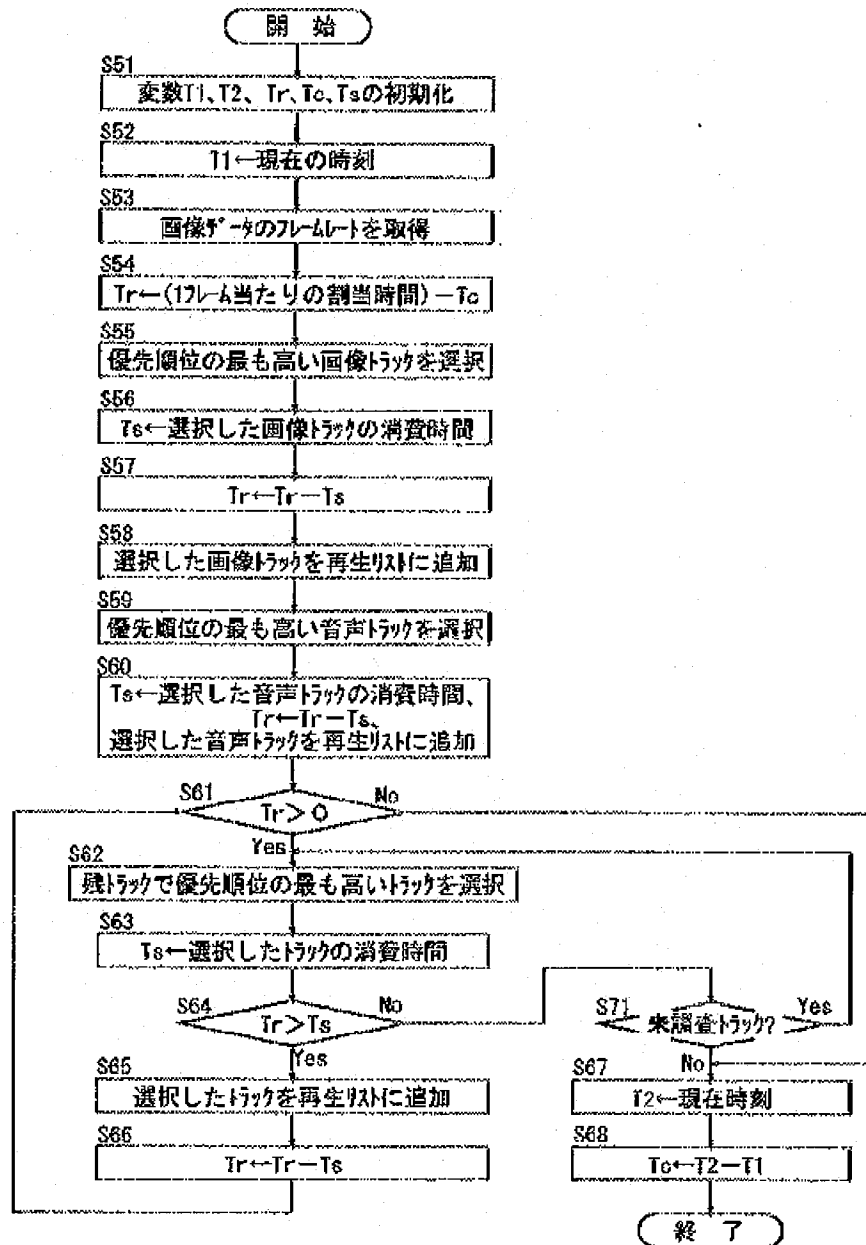 開 始
S51
変数T1、T2、Tr、Tc、Tsの初期化
S52
T1←現在の時刻
S53
画像ﾃﾞｰﾀのﾌﾚｰﾑﾚｰﾄを取得
S54
Tr←(1ﾌﾚｰﾑ当たりの割当時間)－Tc
S55
優先順位の最も高い画像ﾄﾗｯｸを選択
S56
Ts←選択した画像ﾄﾗｯｸの消費時間
S57
Tr←Tr－Ts
S58
選択した画像ﾄﾗｯｸを再生ﾘｽﾄに追加
S59
優先順位の最も高い音声ﾄﾗｯｸを選択
S60
Ts←選択した音声ﾄﾗｯｸの消費時間、
Tr←Tr－Ts、
選択した音声ﾄﾗｯｸを再生ﾘｽﾄに追加
S61
Tr＞0
No
Yes
S62
残ﾄﾗｯｸで優先順位の最も高いﾄﾗｯｸを選択
S63
Ts←選択したﾄﾗｯｸの消費時間
S64
Tr＞Ts
No
Yes
S71
未調査ﾄﾗｯｸ?
Yes
No
S65
選択したﾄﾗｯｸを再生ﾘｽﾄに追加
S66
Tr←Tr－Ts
S67
T2←現在時刻
S68
Tc←T2－T1
終 了